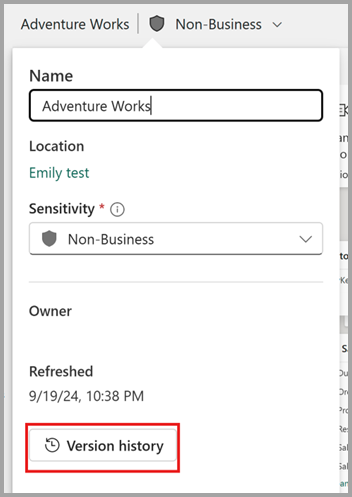 Adventure Works | Non-Business
Name
Adventure Works
Location
Emily test
Sensitivity *
Non-Business
Owner
Refreshed
9/19/24, 10:38 PM
Version history